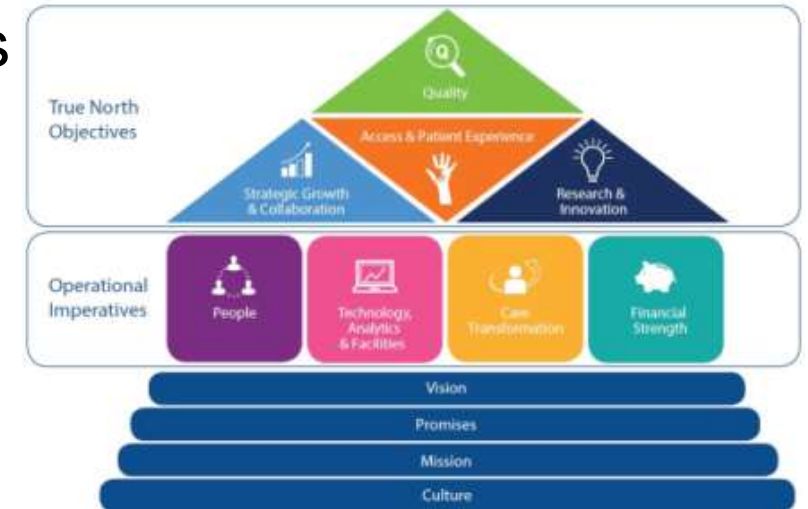 s
True North
Objectives
Q
Quality
Access & Patient Experience
Strategic Growth
& Collaboration
Research &
Innovation
Operational
Imperatives
People
Technology,
Analytics
& Facilities
Care
Transformation
Financial
Strength
Vision
Promises
Mission
Culture